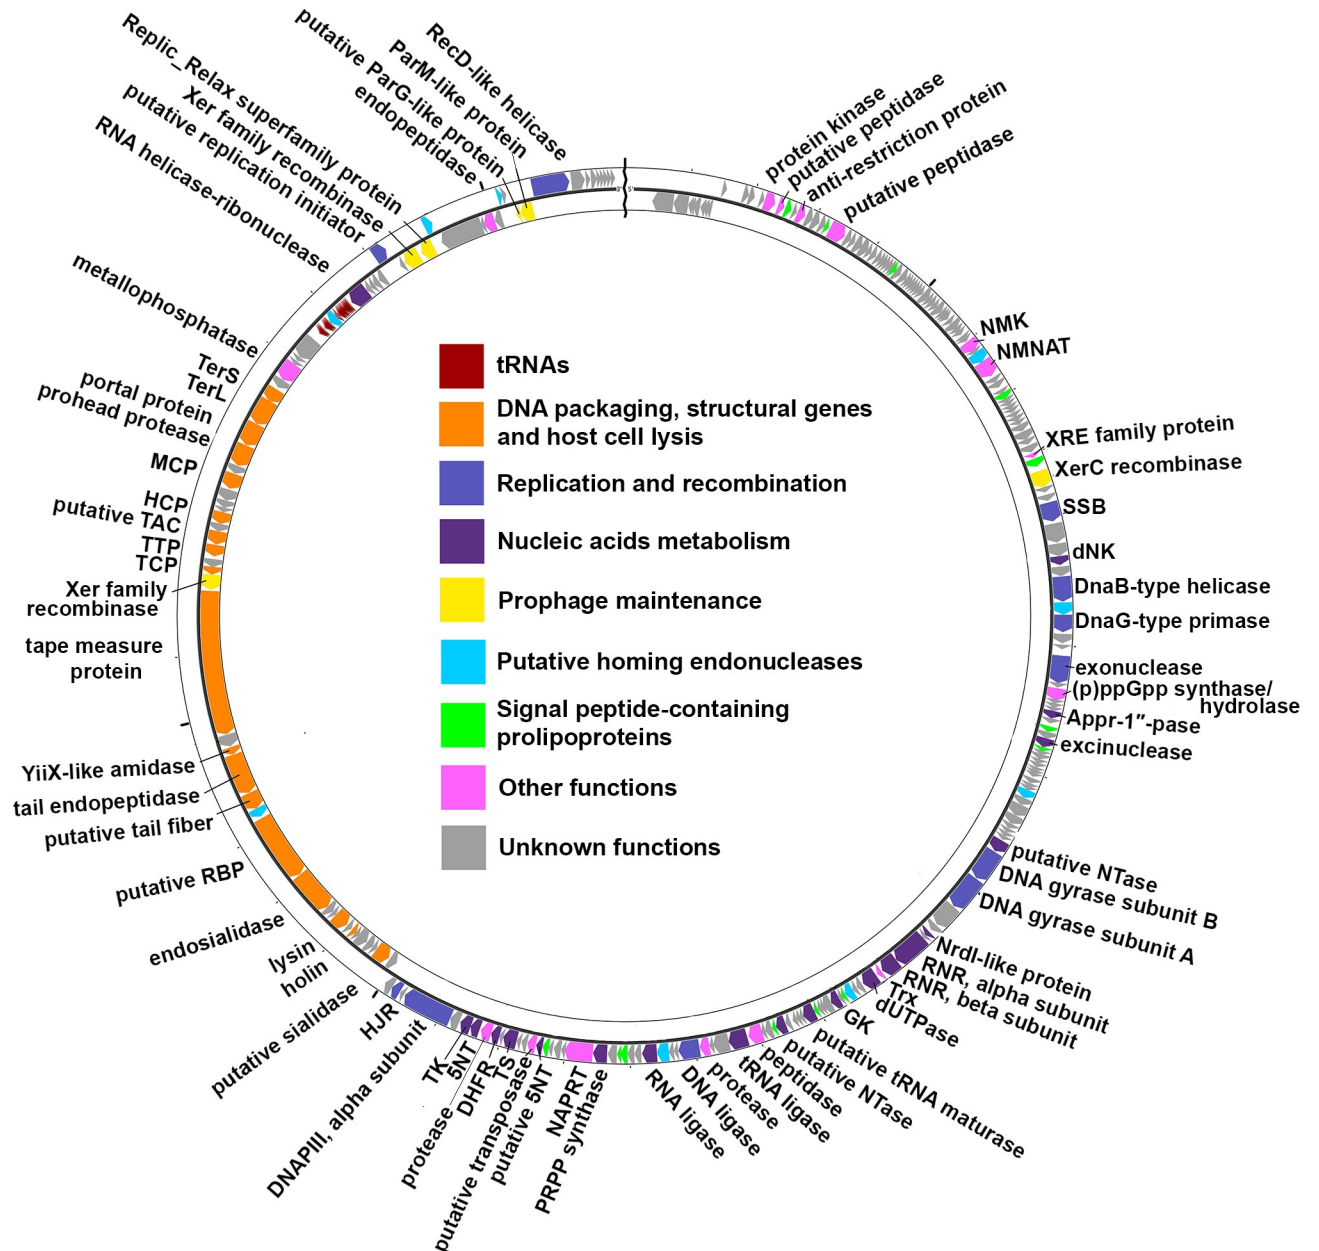 RecD-like helicase
ParM-like protein
putative ParG-like protein
endopeptidase
Replic_Relax superfamily protein
Xer family recombinase
putative replication initiator
RNA helicase-ribonuclease
metallophosphatase
TerS
TerL
portal protein
prohead protease
MCP
HCP
putative TAC
TTP
TCP
Xer family
recombinase
tape measure
protein
YiiX-like amidase
tail endopeptidase
putative tail fiber
putative RBP
endosialidase
lysin
holin
putative sialidase
HJR
DNAPIII, alpha subunit
TK
5NT
protease
DHFR
TS
putative transposase
putative 5NT
NAPRT
PRPP synthase
RNA ligase
DNA ligase
protease
tRNA ligase
peptidase
putative NTase
putative tRNA maturase
GK
dUTPase
Trx
RNR, beta subunit
RNR, alpha subunit
NrdI-like protein
DNA gyrase subunit A
DNA gyrase subunit B
putative NTase
excinuclease
Appr-1″-pase
(p)ppGpp synthase/
hydrolase
exonuclease
DnaG-type primase
DnaB-type helicase
dNK
SSB
XerC recombinase
XRE family protein
NMNAT
NMK
putative peptidase
anti-restriction protein
putative peptidase
protein kinase
3'
5'
tRNAs
DNA packaging, structural genes
and host cell lysis
Replication and recombination
Nucleic acids metabolism
Prophage maintenance
Putative homing endonucleases
Signal peptide-containing
prolipoproteins
Other functions
Unknown functions